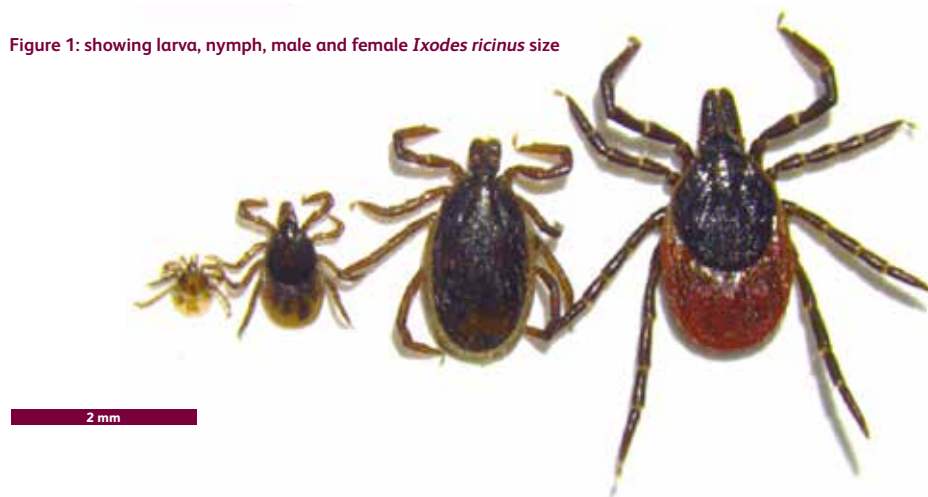 Figure 1: showing larva, nymph, male and female Ixodes ricinus size
2 mm